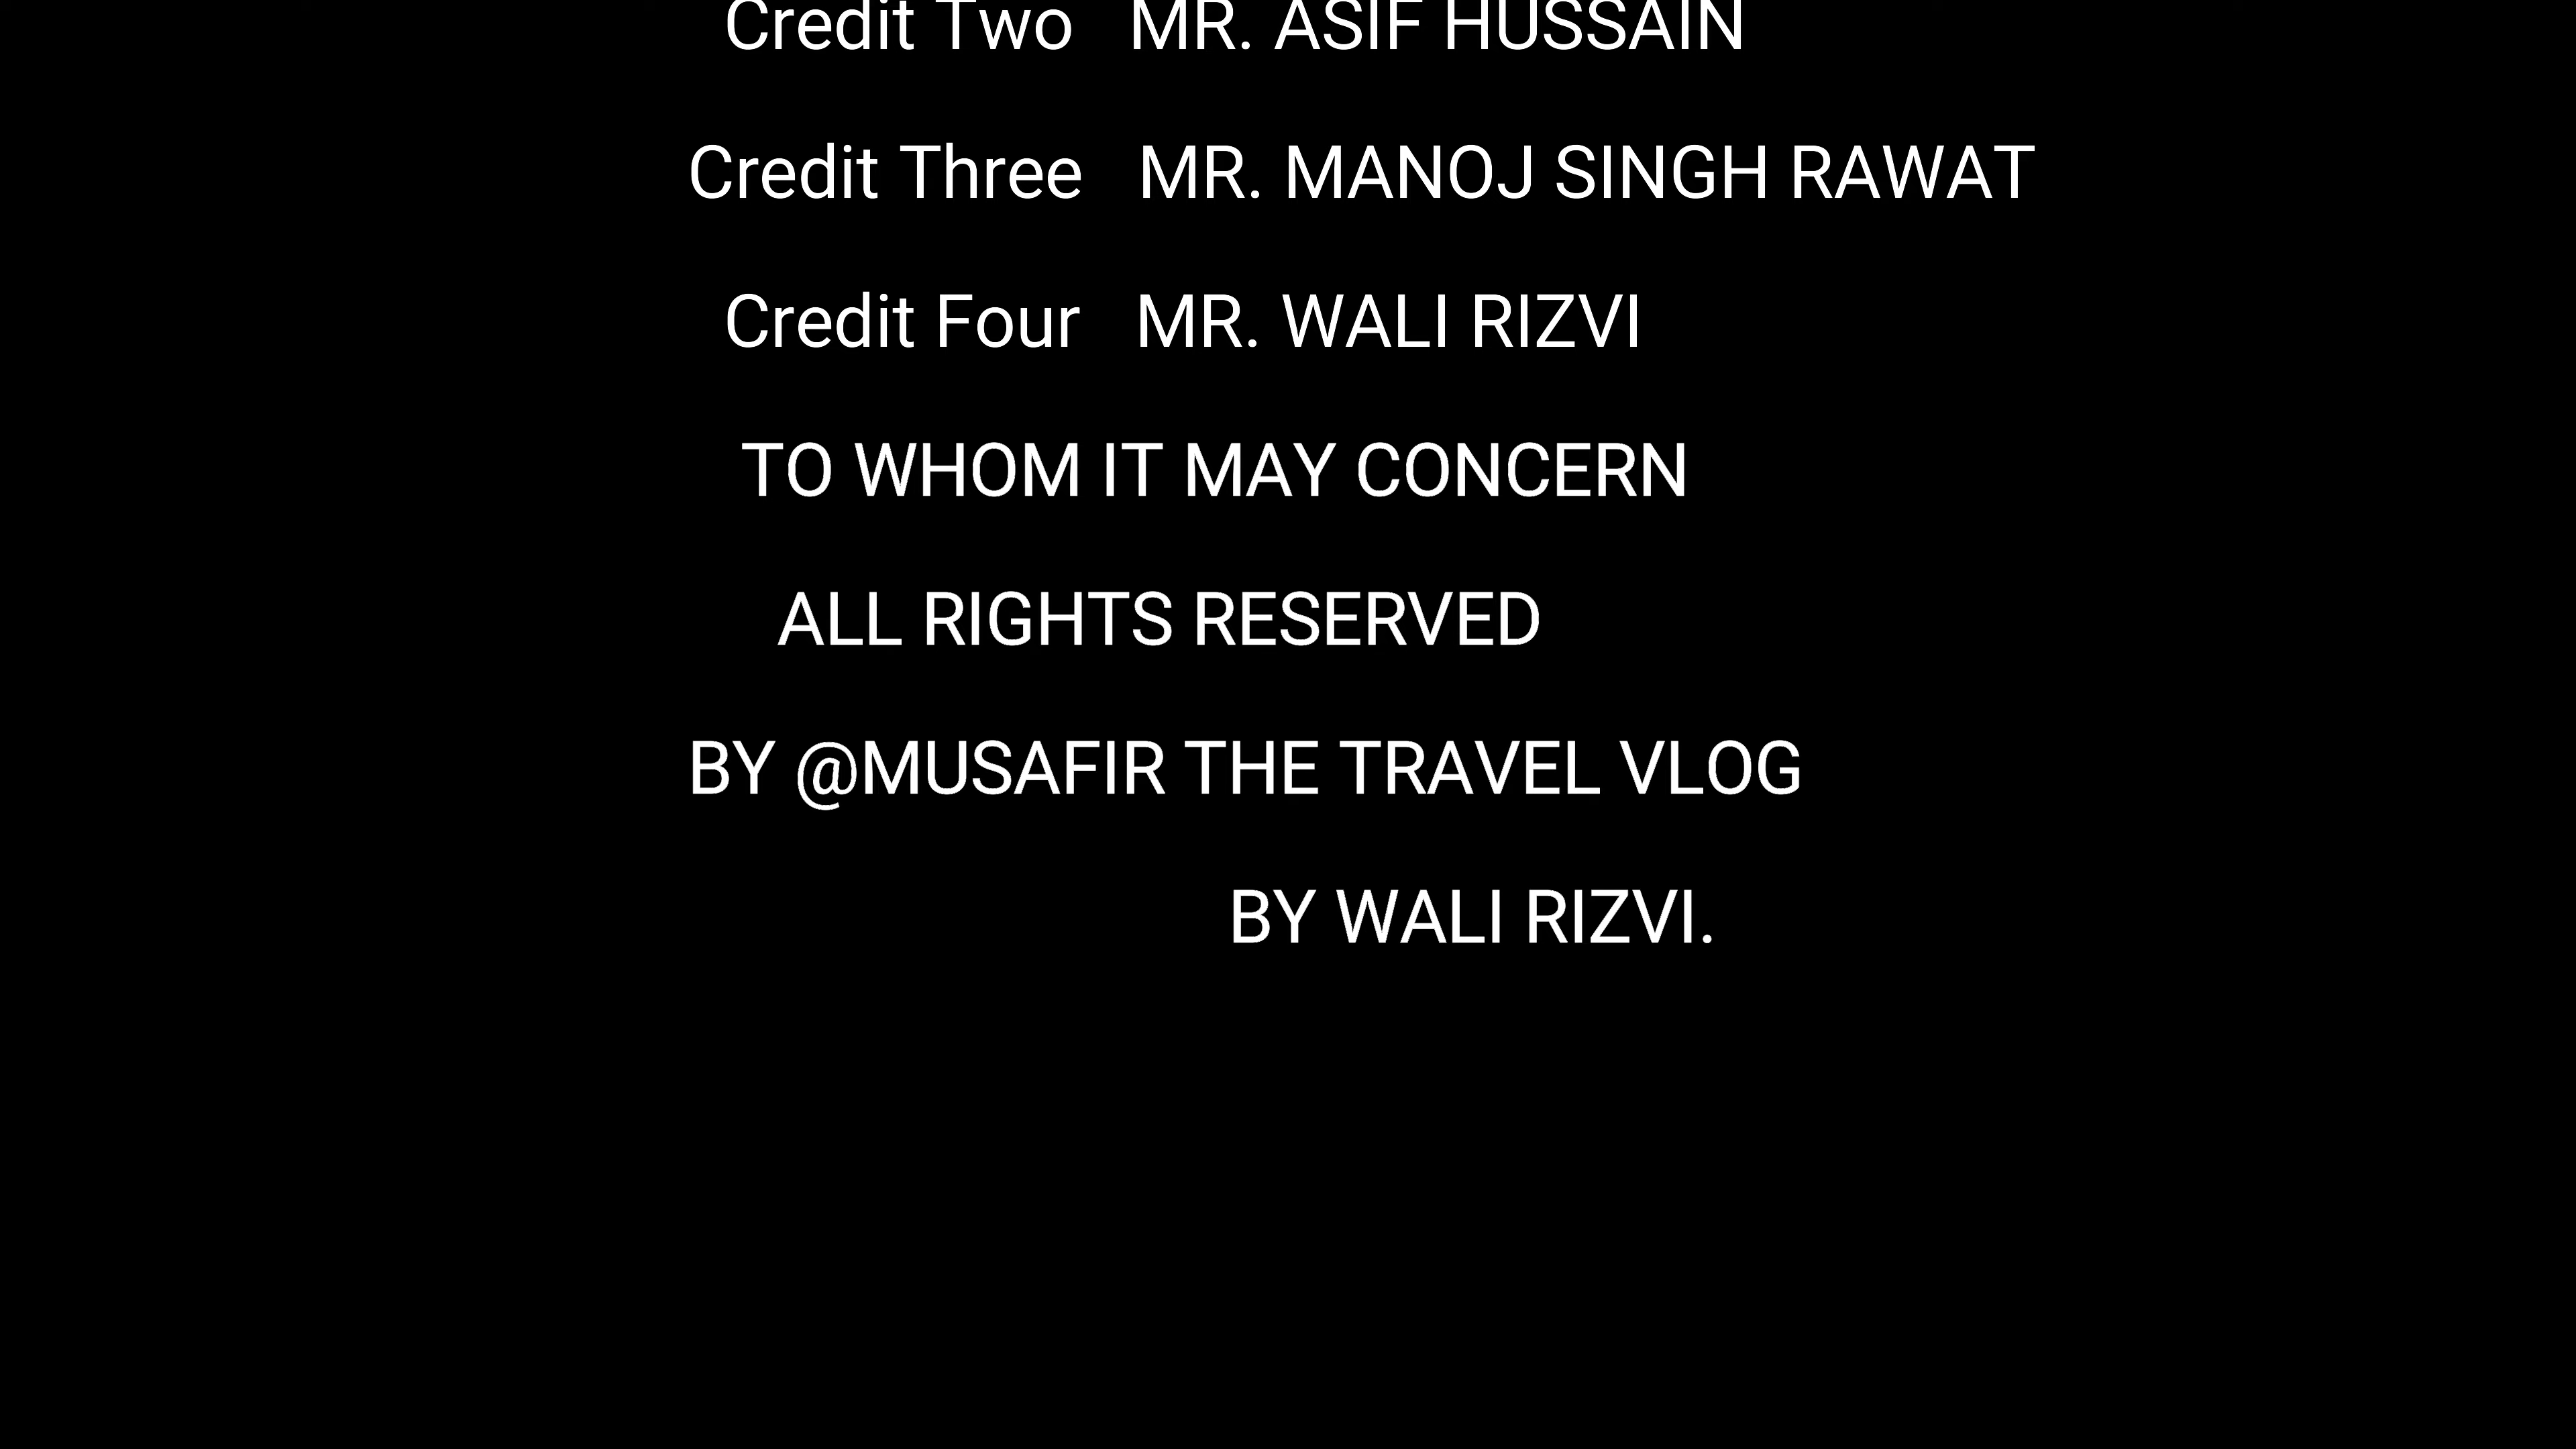 Credit Two MR. ASIF HUSSAIN
Credit Three MR. MANOJ SINGH RAWAT
Credit Four MR. WALI RIZVI
TO WHOM IT MAY CONCERN
ALL RIGHTS RESERVED
BY @MUSAFIR THE TRAVEL VLOG
BY WALI RIZVI.